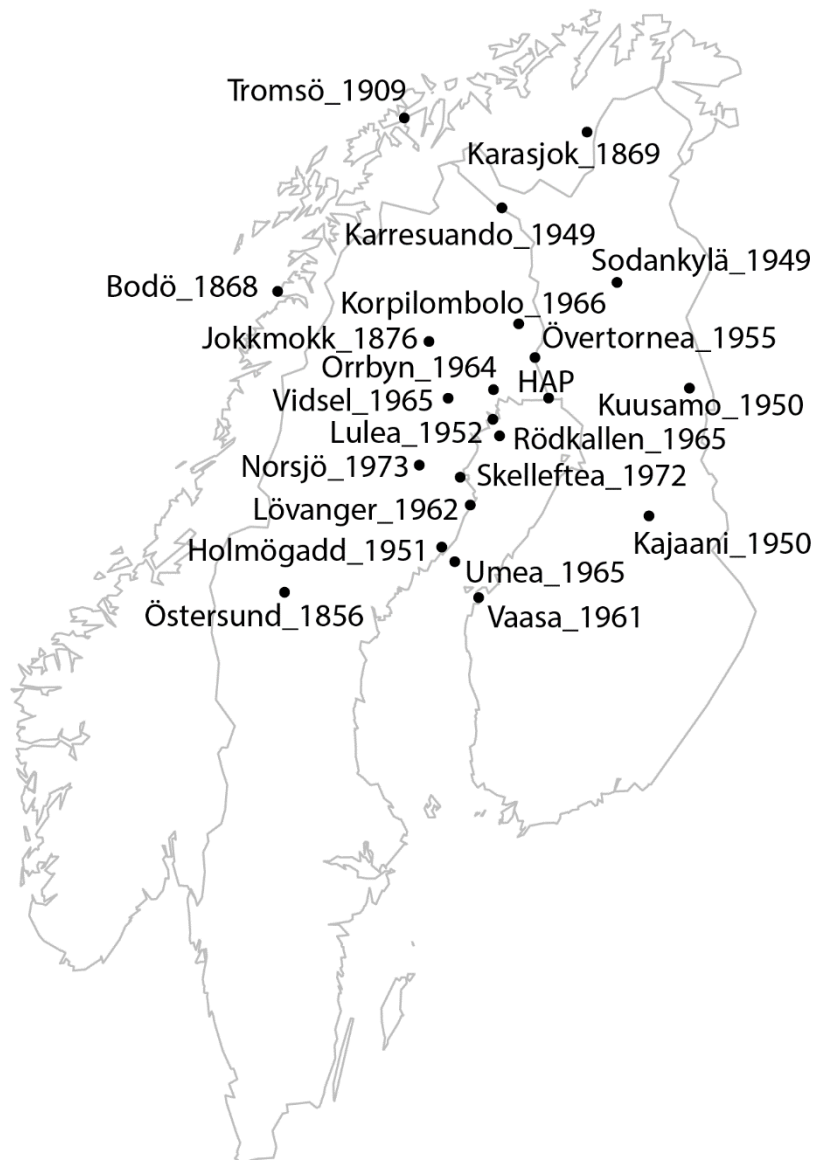 Tromsö_1909
Karasjok_1869
Karresuando_1949
Sodankylä_1949
Bodö_1868
Korpilombolo_1966
Jokkmokk_1876
Övertornea_1955
Orrbyn_1964
HAP
Vidsel_1965
Kuusamo_1950
Lulea_1952
Rödkallen_1965
Norsjö_1973
Skelleftea_1972
Lövanger_1962
Kajaani_1950
Holmögadd_1951
Umea_1965
Östersund_1856
Vaasa_1961